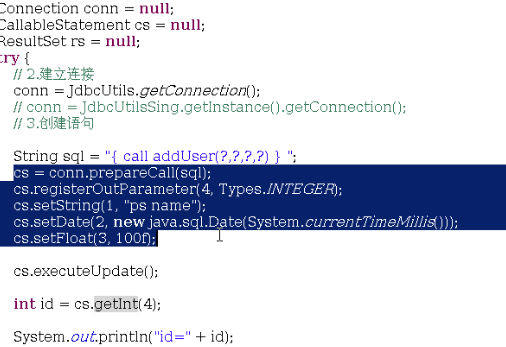 Connection conn = null;
CallableStatement cs = null;
ResultSet rs = null;
try {
// 2.建立连接
conn = JdbcUtils.getConnection();
// conn = JdbcUtilsSing.getInstance().getConnection();
// 3.创建语句
String sql = "{ call addUser(?,?,?,?) } ";
cs = conn.prepareCall(sql);
cs.registerOutParameter(4, Types.INTEGER);
cs.setString(1, "ps name");
cs.setDate(2, new java.sql.Date(System.currentTimeMillis()));
cs.setFloat(3, 100f);
cs.executeUpdate();
int id = cs.getInt(4);
System.out.println("id=" + id);